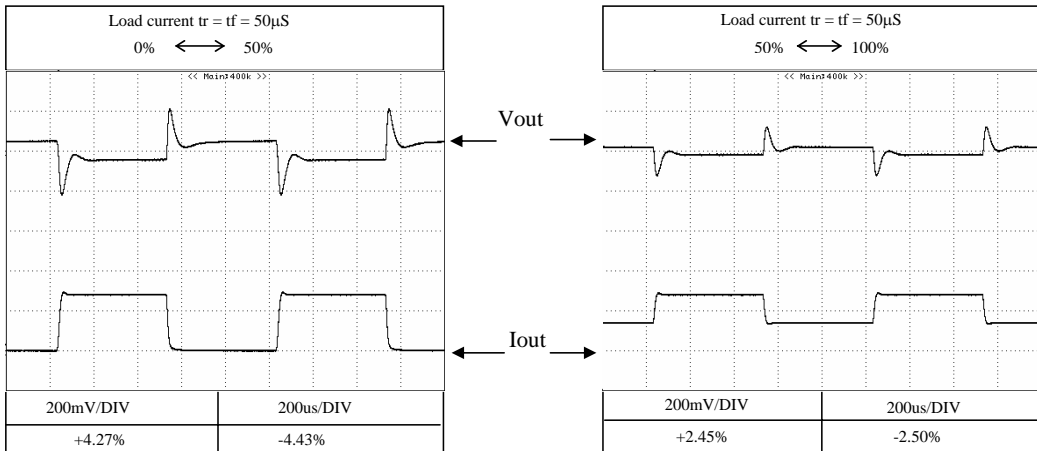 Load current tr = tf = 50µS
0% ⟷ 50%
<< Main:400k >>
200mV/DIV 200us/DIV
+4.27% -4.43%
Vout
Iout
Load current tr = tf = 50µS
50% ⟷ 100%
<< Main:400k >>
200mV/DIV 200us/DIV
+2.45% -2.50%